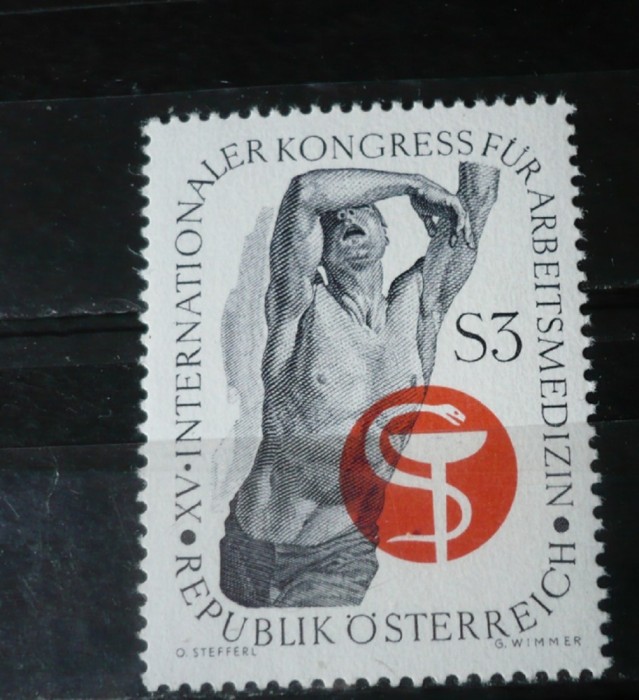 XV•INTERNATIONALER KONGRESS FÜR ARBEITSMEDIZIN
S3
• REPUBLIK ÖSTERREICH •
O. STEFFERL
G. WIMMER